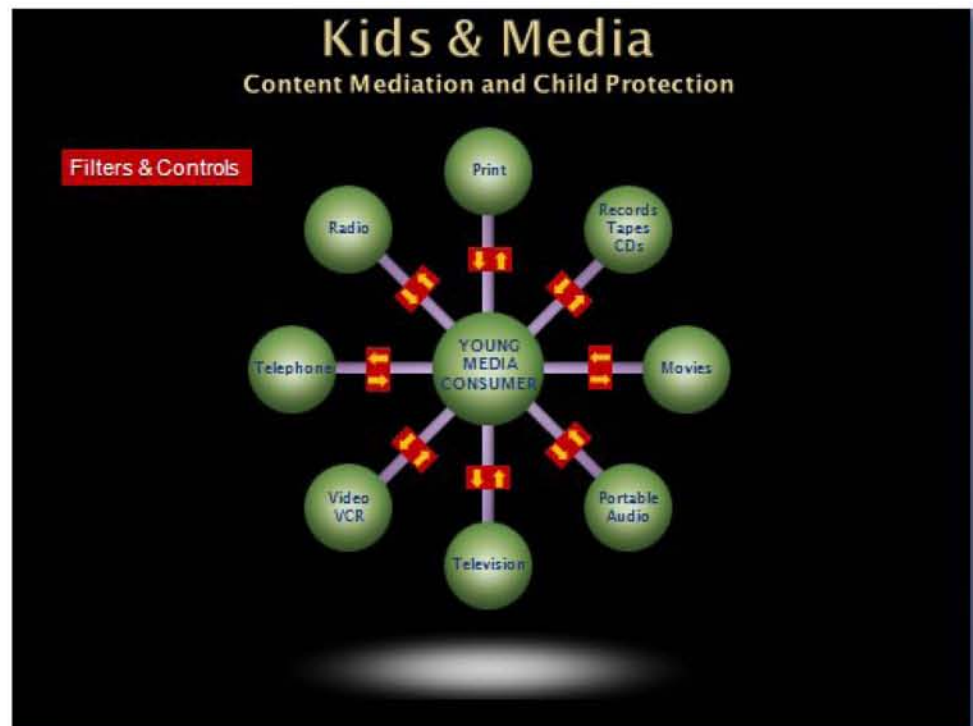 Kids & Media
Content Mediation and Child Protection
Filters & Controls
Print
Radio
Records
Tapes
CDs
Telephone
YOUNG
MEDIA
CONSUMER
Movies
Video
VCR
Portable
Audio
Television